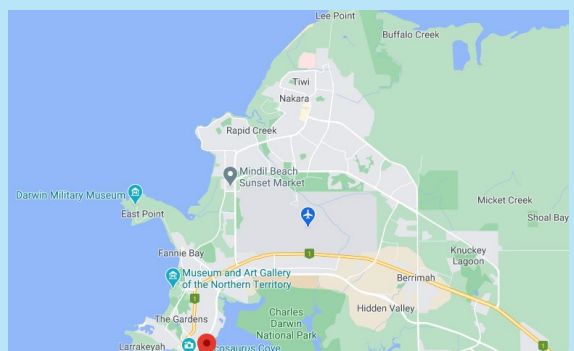 Lee Point
Buffalo Creek
Tiwi
Nakara
Rapid Creek
Mindil Beach
Sunset Market
Darwin Military Museum
East Point
Micket Creek
Shoal Bay
Fannie Bay
Knuckey
Lagoon
1
Museum and Art Gallery
of the Northern Territory
Berrimah
1
Hidden Valley
The Gardens
Charles
Darwin
National Park
1
Larrakeyah
cosaurus Cove